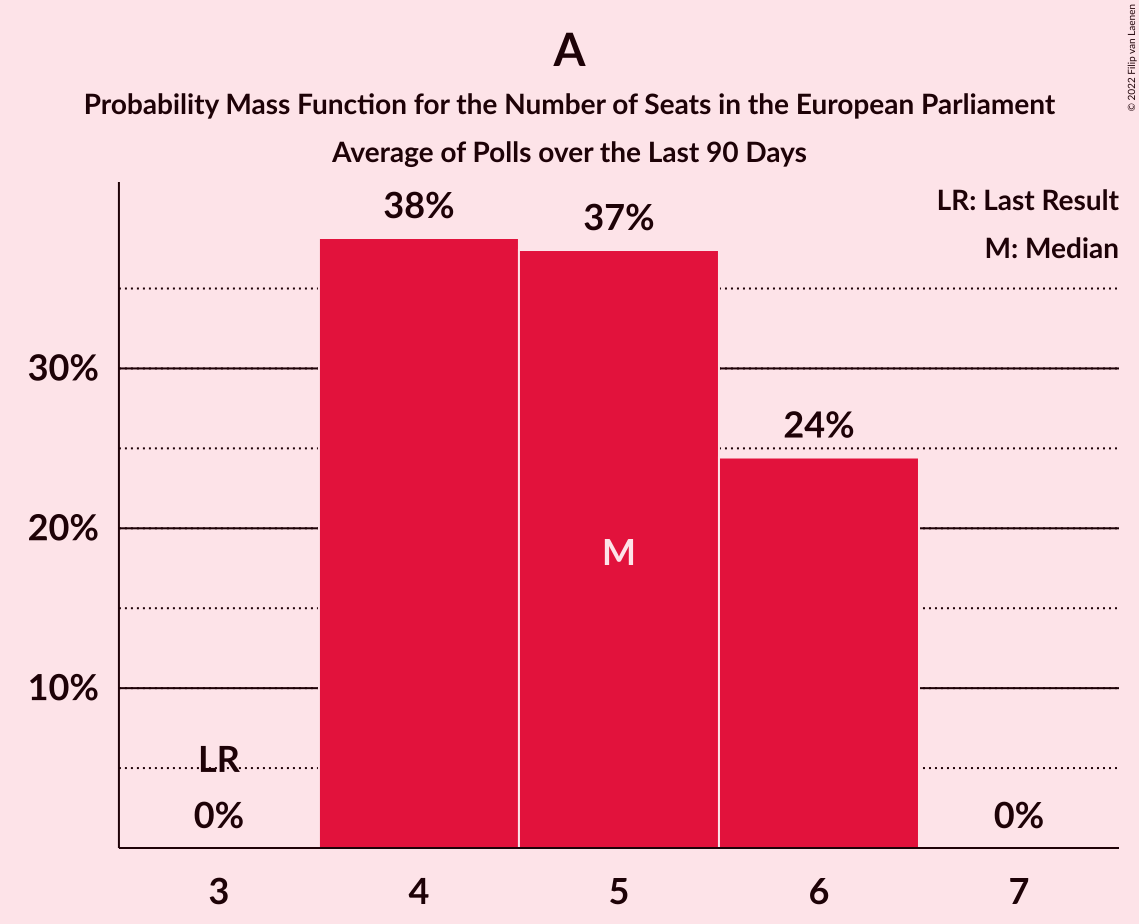 A
Probability Mass Function for the Number of Seats in the European Parliament
Average of Polls over the Last 90 Days
© 2022 Filip van Laenen
LR: Last Result
M: Median
38%
37%
24%
30%
20%
10%
M
LR
0%
0%
3 4 5 6 7